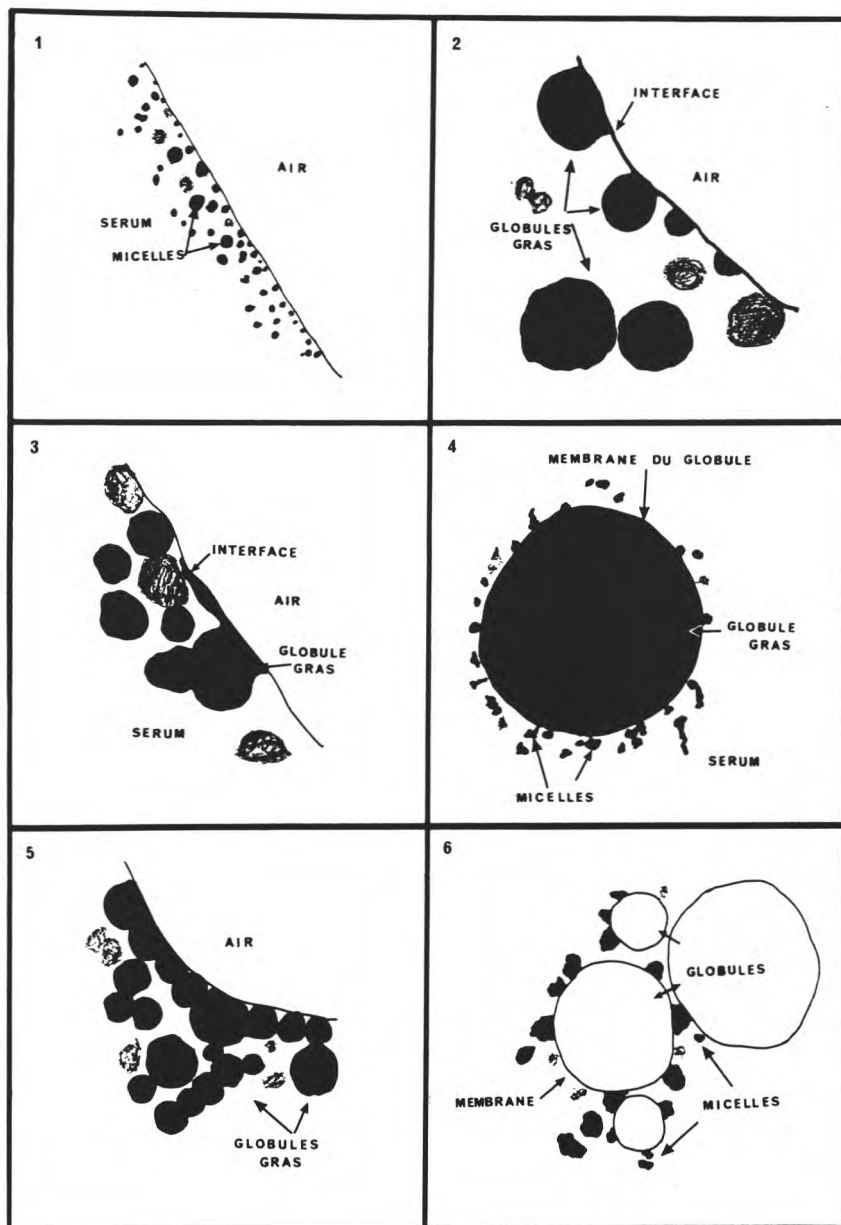 1
AIR
SERUM
MICELLES
2
INTERFACE
AIR
GLOBULES
GRAS
3
INTERFACE
AIR
GLOBULE
GRAS
SERUM
4
MEMBRANE DU GLOBULE
GLOBULE
GRAS
SERUM
MICELLES
5
AIR
GLOBULES
GRAS
6
GLOBULES
MEMBRANE
MICELLES